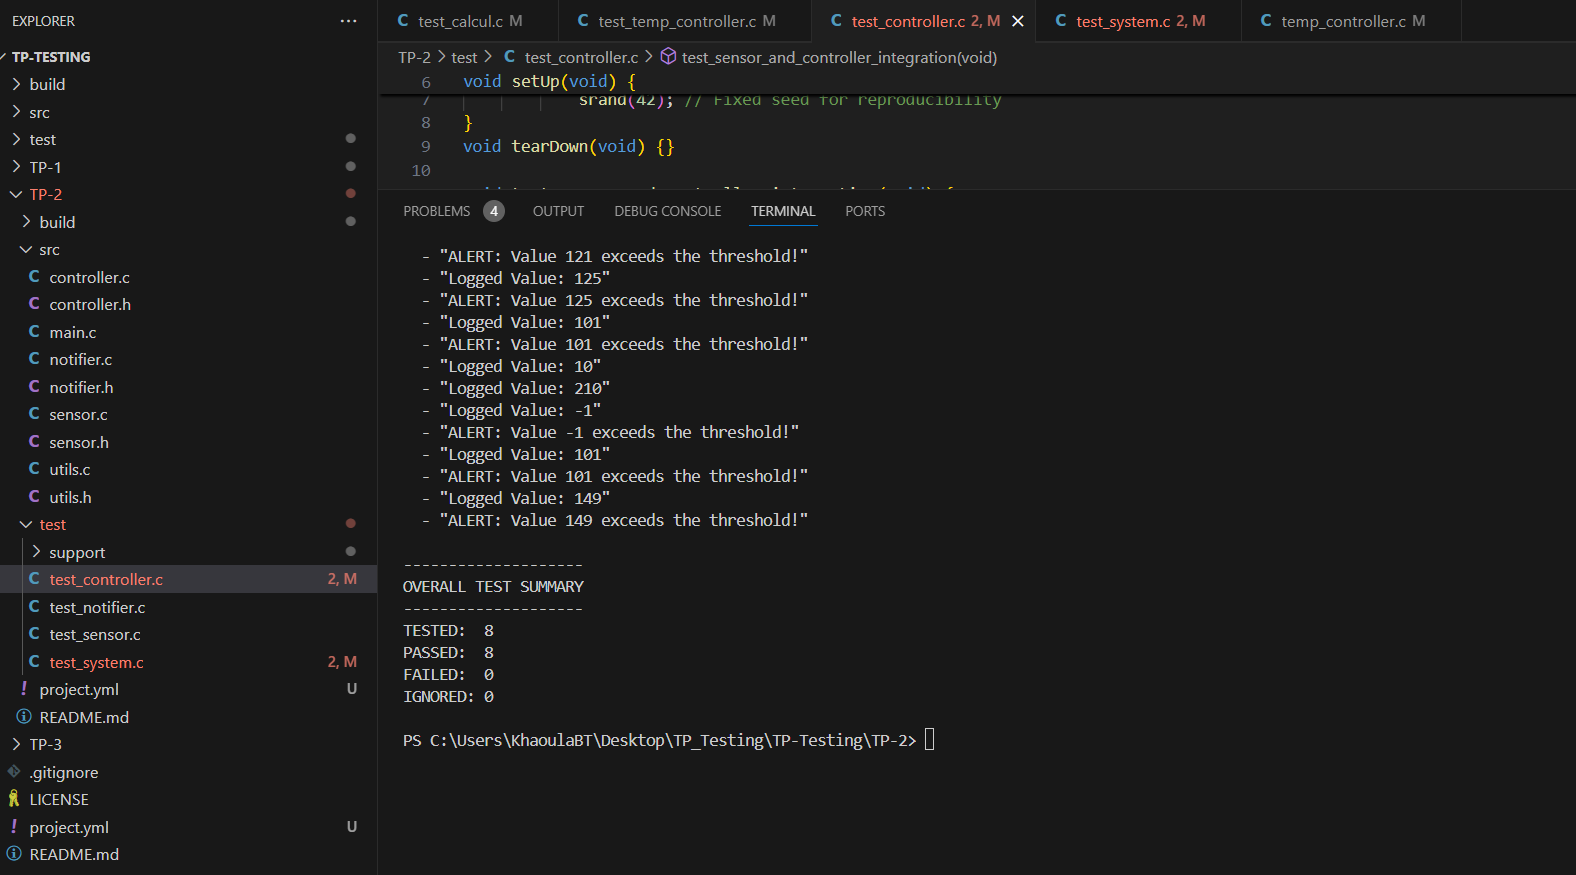 EXPLORER
TP-TESTING
build
src
test
TP-1
TP-2
build
src
C controller.c
C controller.h
C main.c
C notifier.c
C notifier.h
C sensor.c
C sensor.h
C utils.c
C utils.h
test
support
C test_controller.c 2, M
C test_notifier.c
C test_sensor.c
C test_system.c 2, M
! project.yml U
README.md
TP-3
.gitignore
LICENSE
! project.yml U
README.md
C test_calcul.c M
C test_temp_controller.c M
C test_controller.c 2, M
C test_system.c 2, M
C temp_controller.c M
TP-2 > test > C test_controller.c > test_sensor_and_controller_integration(void)
6 void setUp(void) {
7 srand(42); // Fixed seed for reproducibility
8 }
9 void tearDown(void) {}
10
PROBLEMS 4 OUTPUT DEBUG CONSOLE TERMINAL PORTS
- "ALERT: Value 121 exceeds the threshold!"
- "Logged Value: 125"
- "ALERT: Value 125 exceeds the threshold!"
- "Logged Value: 101"
- "ALERT: Value 101 exceeds the threshold!"
- "Logged Value: 10"
- "Logged Value: 210"
- "Logged Value: -1"
- "ALERT: Value -1 exceeds the threshold!"
- "Logged Value: 101"
- "ALERT: Value 101 exceeds the threshold!"
- "Logged Value: 149"
- "ALERT: Value 149 exceeds the threshold!"
--------------------
OVERALL TEST SUMMARY
--------------------
TESTED: 8
PASSED: 8
FAILED: 0
IGNORED: 0
PS C:\Users\KhaoulaBT\Desktop\TP_Testing\TP-Testing\TP-2>